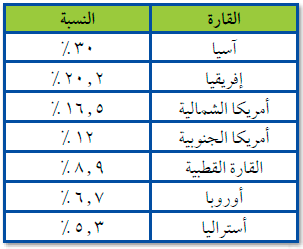 القارة النسبة
آسيا ٣٠ ٪
إفريقيا ٢٠,٢ ٪
أمريكا الشمالية ١٦,٥ ٪
أمريكا الجنوبية ١٢ ٪
القارة القطبية ٨,٩ ٪
أوروبا ٦,٧ ٪
أستراليا ٥,٣ ٪